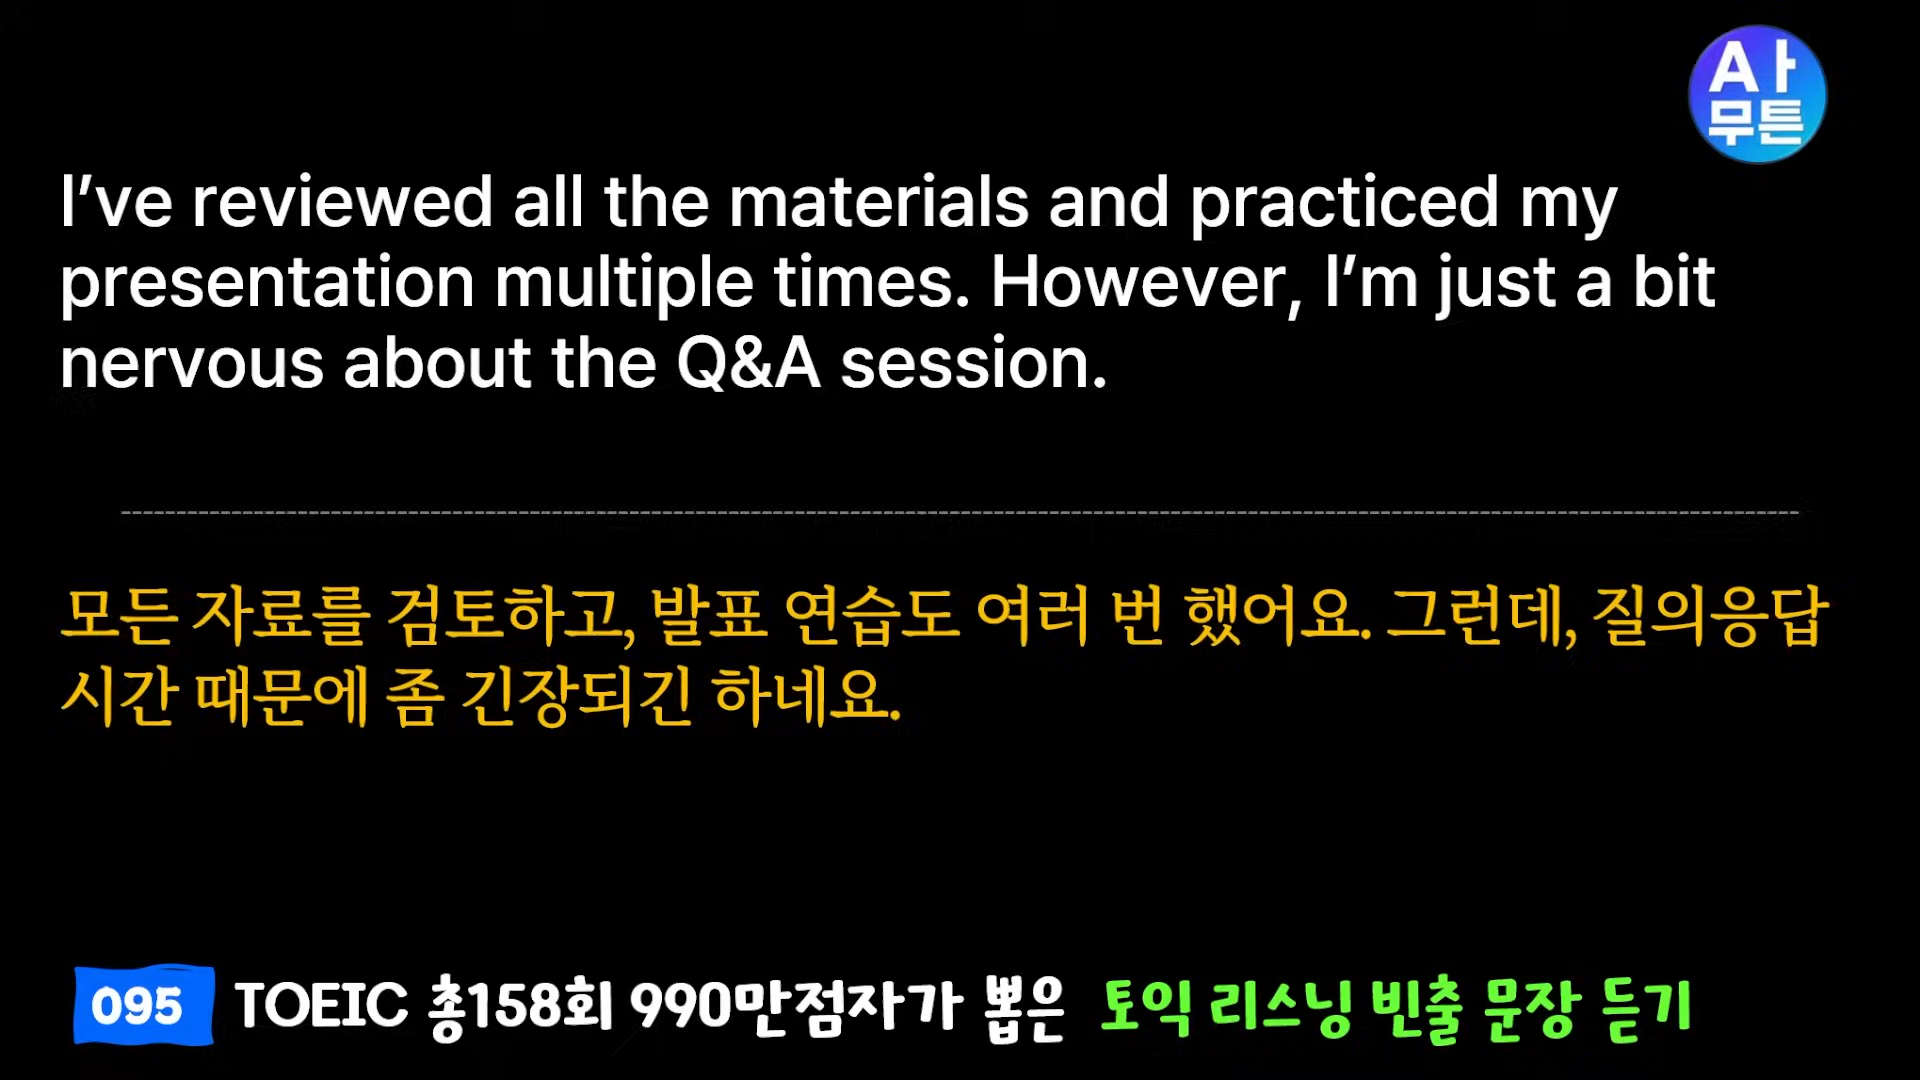 A사
무튼
I’ve reviewed all the materials and practiced my
presentation multiple times. However, I’m just a bit
nervous about the Q&A session.
모든 자료를 검토하고, 발표 연습도 여러 번 했어요. 그런데, 질의응답
시간 때문에 좀 긴장되긴 하네요.
095 TOEIC 총158회 990만점자가 뽑은 토익 리스닝 빈출 문장 듣기